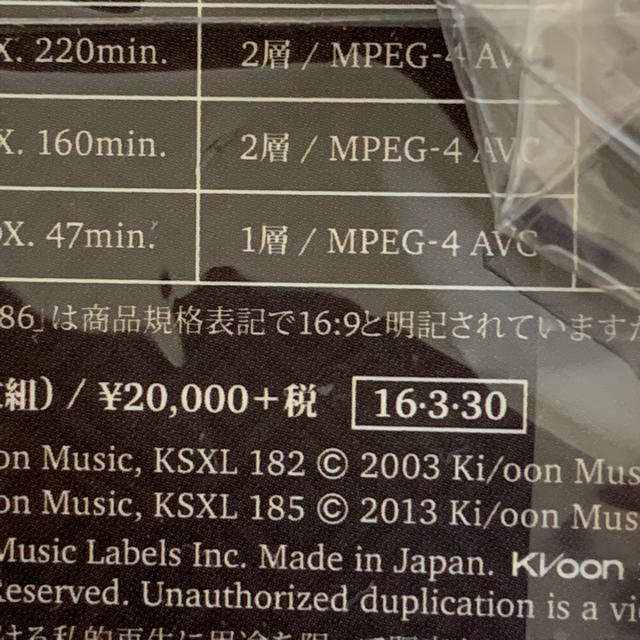 X. 220min. 2層 / MPEG-4 AVC
X. 160min. 2層 / MPEG-4 AVC
OX. 47min. 1層 / MPEG-4 AVC
86」は商品規格表記で16:9と明記されていますが
組) / ¥20,000+税 16・3・30
on Music, KSXL 182 © 2003 Ki/oon Mus
on Music, KSXL 185 © 2013 Ki/oon Mus
Music Labels Inc. Made in Japan. Ki/oon
Reserved. Unauthorized duplication is a vi